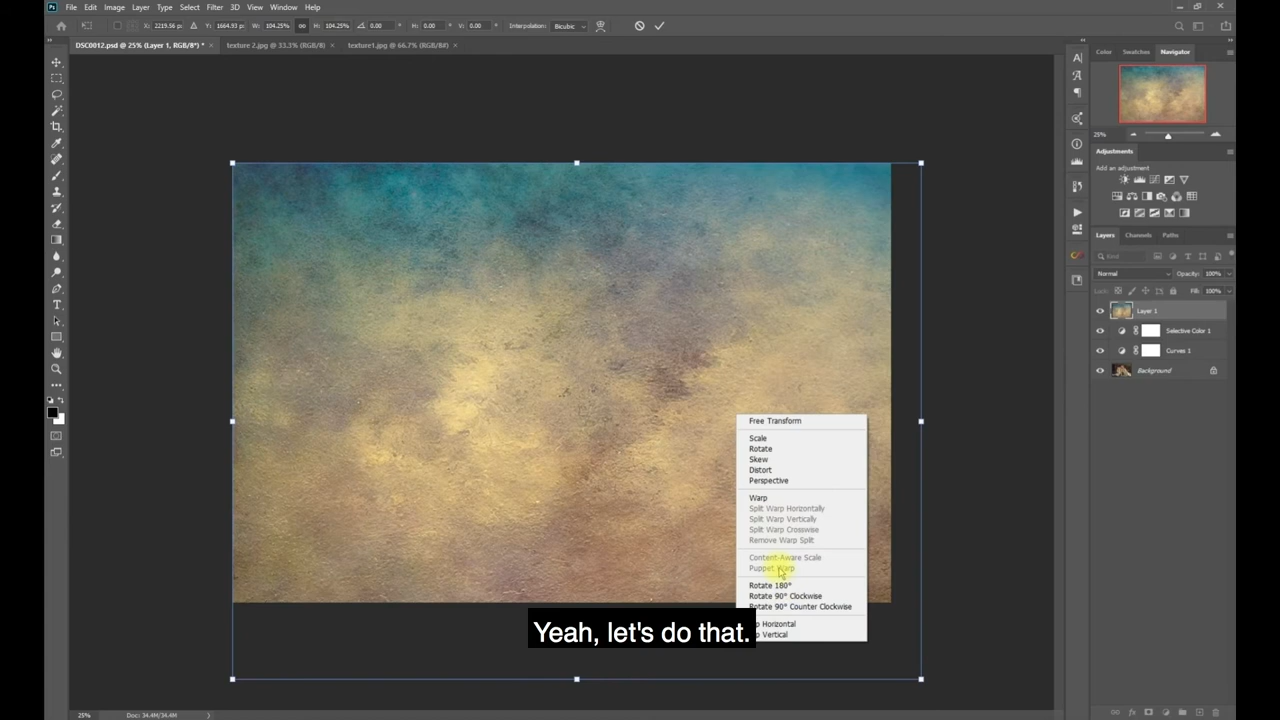 Ps File Edit Image Layer Type Select Filter 3D View Window Help
X: 2219.56 px Y: 1664.93 px W: 104.25% H: 104.25% 0.00 ° H: 0.00 ° V: 0.00 ° Interpolation: Bicubic
DSC0012.psd @ 25% (Layer 1, RGB/8*) * × texture 2.jpg @ 33.3% (RGB/8) × texture1.jpg @ 66.7% (RGB/8#) ×
Color Swatches Navigator
25%
Adjustments
Add an adjustment
Layers Channels Paths
Kind
Normal Opacity: 100%
Lock: Fill: 100%
Layer 1
Selective Color 1
Curves 1
Background
Free Transform
Scale
Rotate
Skew
Distort
Perspective
Warp
Split Warp Horizontally
Split Warp Vertically
Split Warp Crosswise
Remove Warp Split
Content-Aware Scale
Puppet Warp
Rotate 180°
Rotate 90° Clockwise
Rotate 90° Counter Clockwise
p Horizontal
p Vertical
Yeah, let's do that.
25% Doc: 34.4M/34.4M